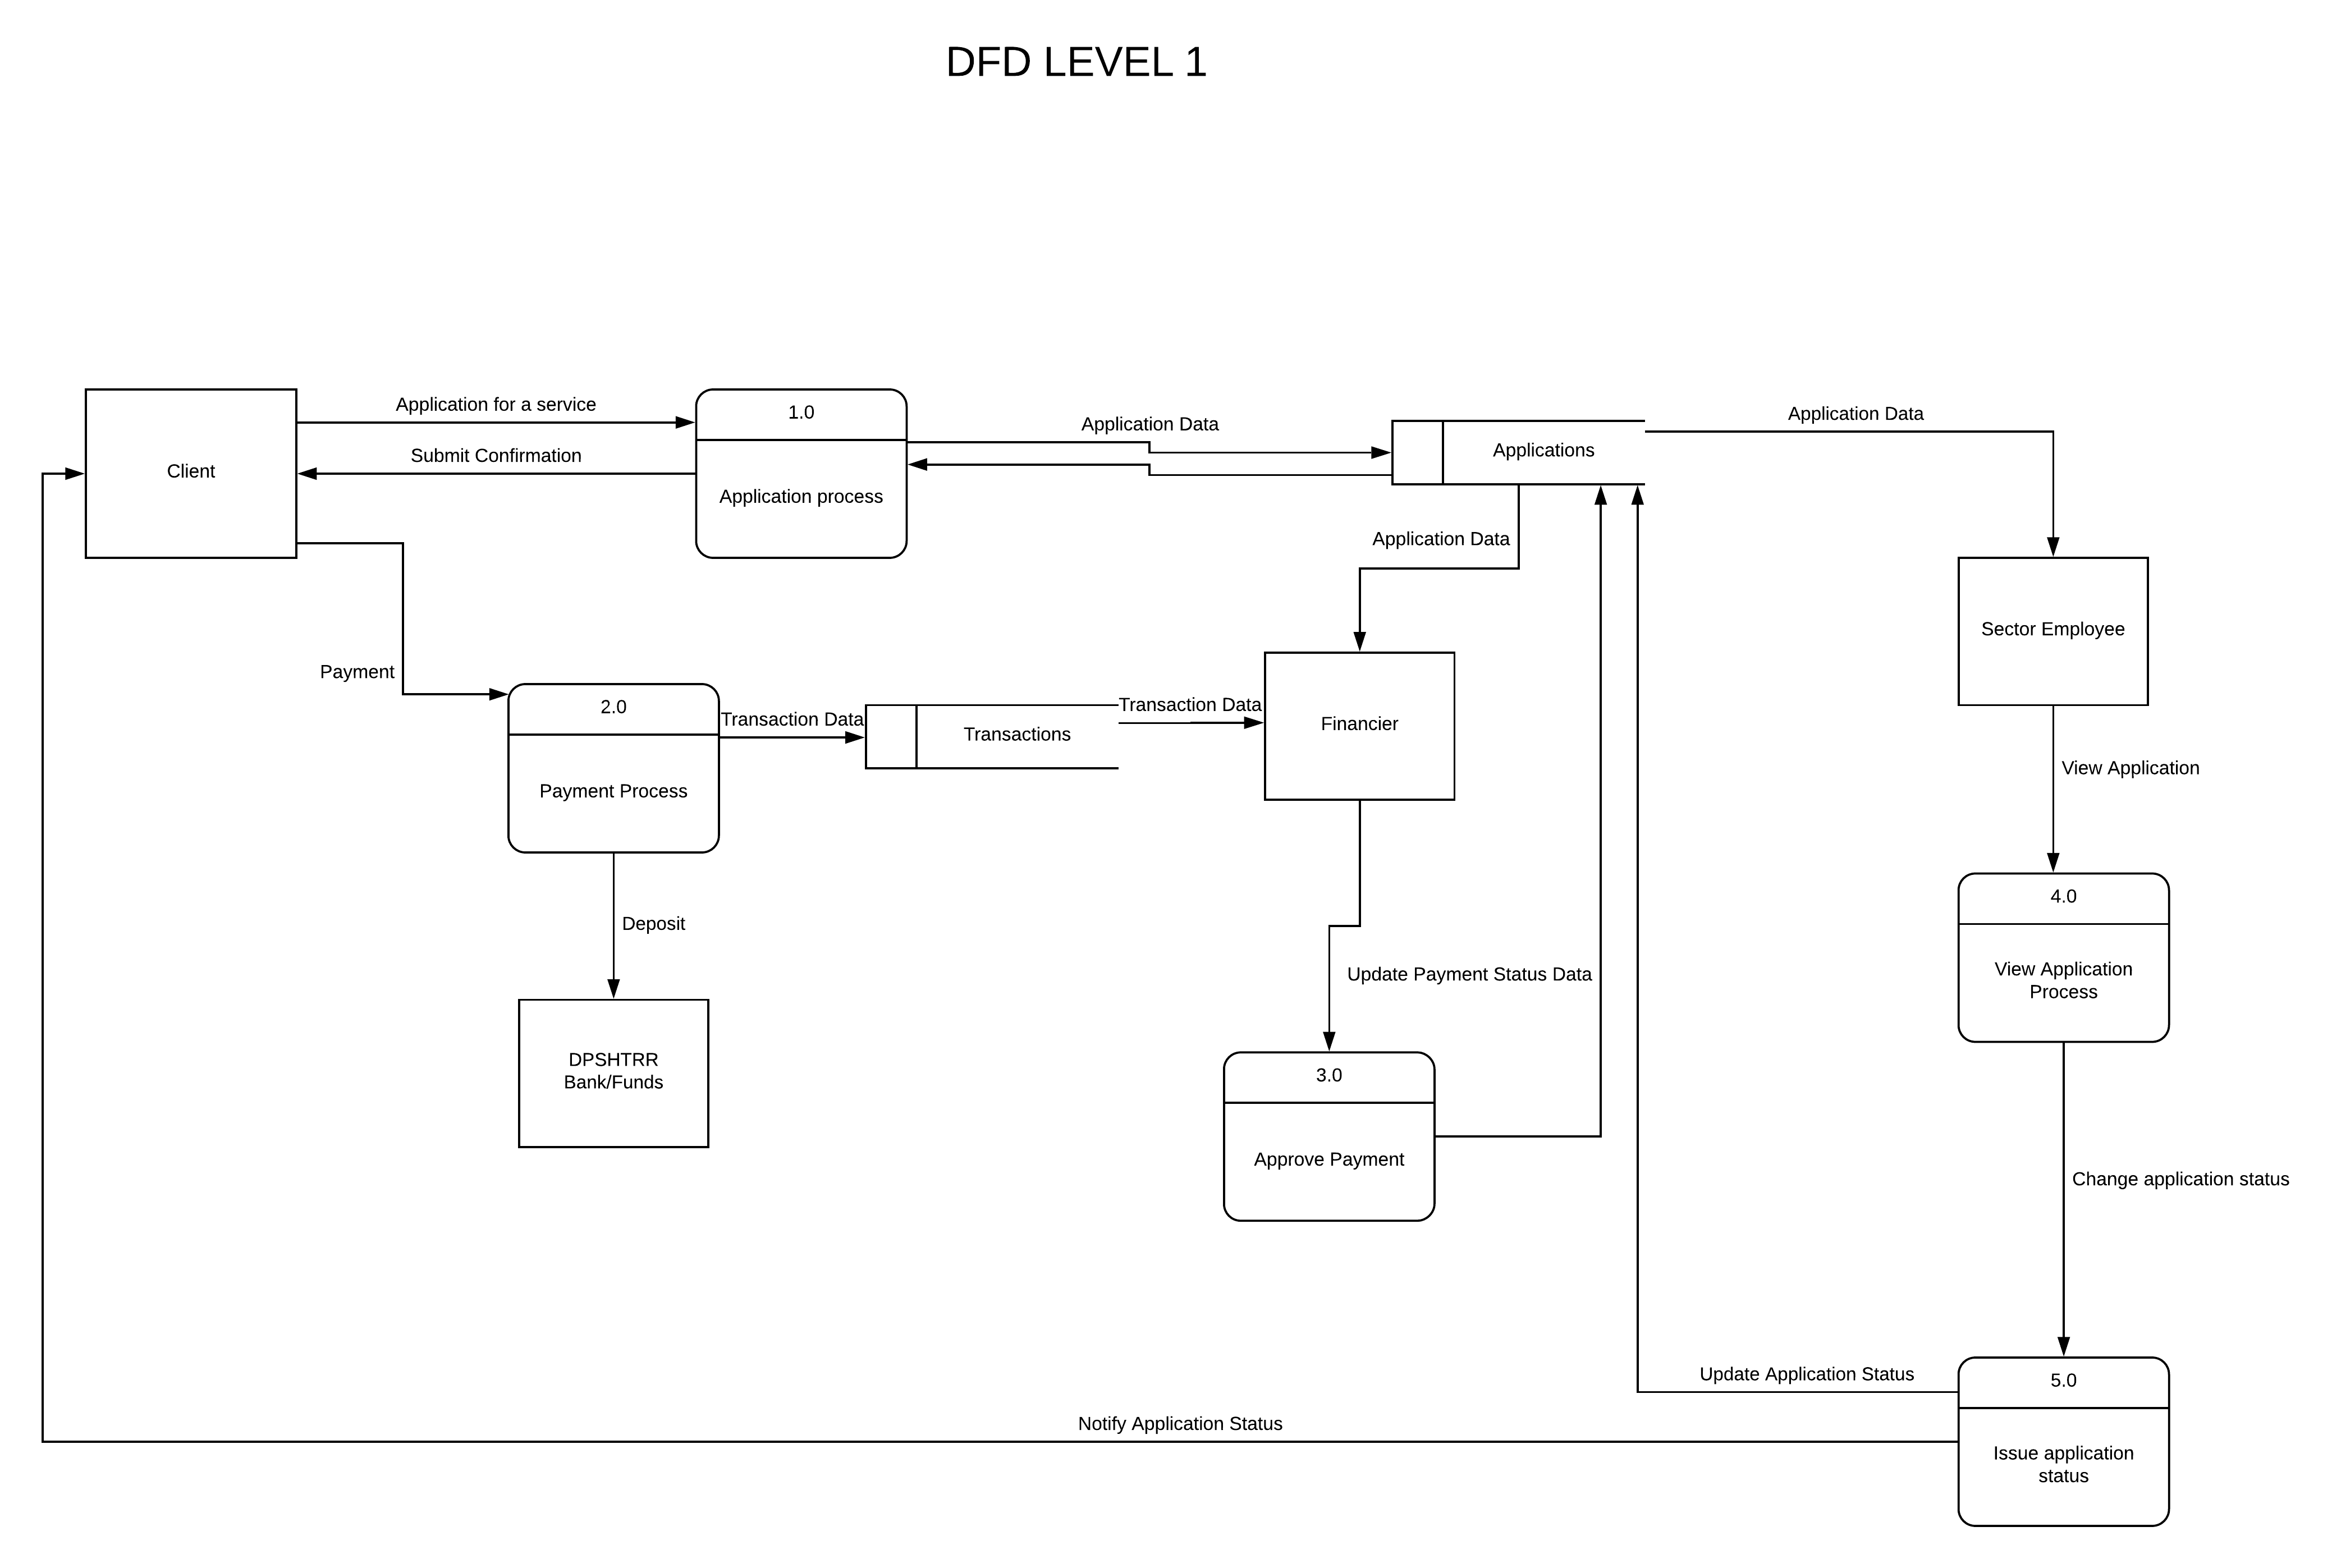 DFD LEVEL 1
Client
Application for a service
Submit Confirmation
1.0
Application process
Application Data
Applications
Application Data
Application Data
Sector Employee
Payment
2.0
Payment Process
Transaction Data
Transactions
Transaction Data
Financier
View Application
Deposit
DPSHTRR
Bank/Funds
Update Payment Status Data
3.0
Approve Payment
4.0
View Application
Process
Change application status
Update Application Status
Notify Application Status
5.0
Issue application
status